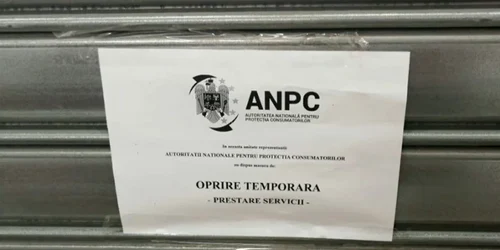 ANPC
AUTORITATEA NAȚIONALĂ PENTRU
PROTECȚIA CONSUMATORILOR
In aceasta unitate reprezentantii
AUTORITATII NATIONALE PENTRU PROTECTIA CONSUMATORILOR
au dispus masura de:
OPRIRE TEMPORARA
- PRESTARE SERVICII -